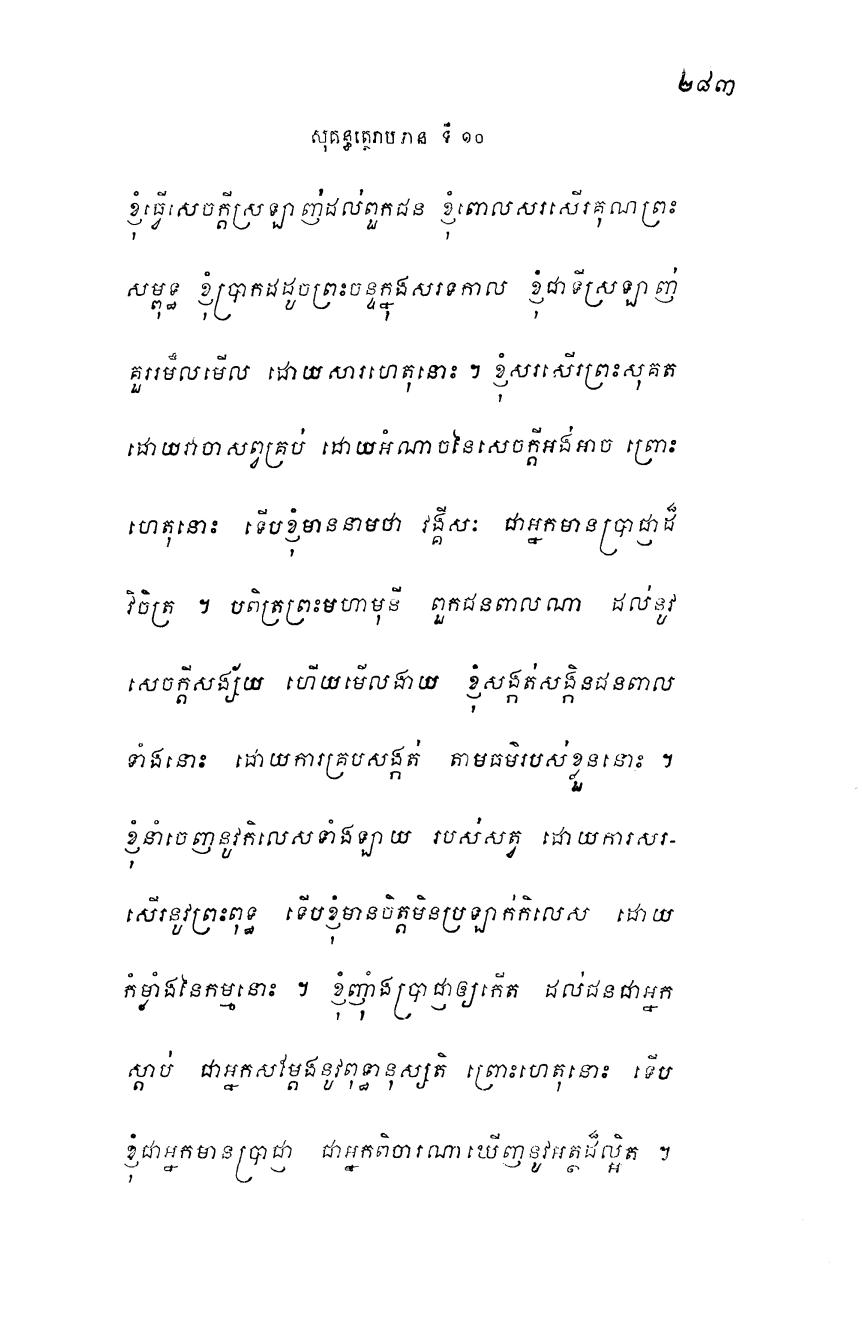 ២៨៣
សុគន្ធត្ថេរាបទាន ទី ១០
ខ្ញុំធ្វើសេចក្តីស្រឡាញ់ដល់ពួកជន ខ្ញុំពោលសរសើរគុណព្រះ
សម្ពុទ្ធ ខ្ញុំប្រាកដដូចព្រះចន្ទក្នុងសរទកាល ខ្ញុំជាទីស្រឡាញ់
គួររមឹលមើល ដោយសារហេតុនោះ ។ ខ្ញុំសរសើរព្រះសុគត
ដោយវាចាសព្វគ្រប់ ដោយអំណាចនៃសេចក្តីអង់អាច ព្រោះ
ហេតុនោះ ទើបខ្ញុំមាននាមថា វង្គីសៈ ជាអ្នកមានប្រាជ្ញាដ៏
វិចិត្រ ។ បពិត្រព្រះមហាមុនី ពួកជនពាលណា ដល់នូវ
សេចក្តីសង្ស័យ ហើយមើលងាយ ខ្ញុំសង្កត់សង្កិនជនពាល
ទាំងនោះ ដោយការគ្របសង្កត់ តាមធម៌របស់ខ្លួននោះ ។
ខ្ញុំនាំចេញនូវកិលេសទាំងឡាយ របស់សត្វ ដោយការសរ-
សើរនូវព្រះពុទ្ធ ទើបខ្ញុំមានចិត្តមិនប្រឡាក់កិលេស ដោយ
កំម្លាំងនៃកម្មនោះ ។ ខ្ញុំញ៉ាំងប្រាជ្ញាឲ្យកើត ដល់ជនជាអ្នក
ស្តាប់ ជាអ្នកសម្តែងនូវពុទ្ធានុស្សតិ ព្រោះហេតុនោះ ទើប
ខ្ញុំជាអ្នកមានប្រាជ្ញា ជាអ្នកពិចារណាឃើញនូវអត្ថដ៏ល្អិត ។